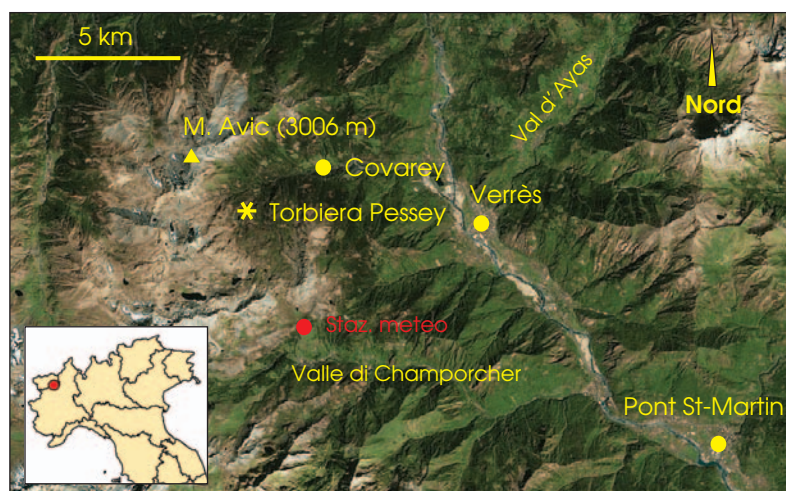 5 km
Nord
Val d'Ayas
M. Avic (3006 m)
Covarey
Verrès
Torbiera Pessey
Staz. meteo
Valle di Champorcher
Pont St-Martin